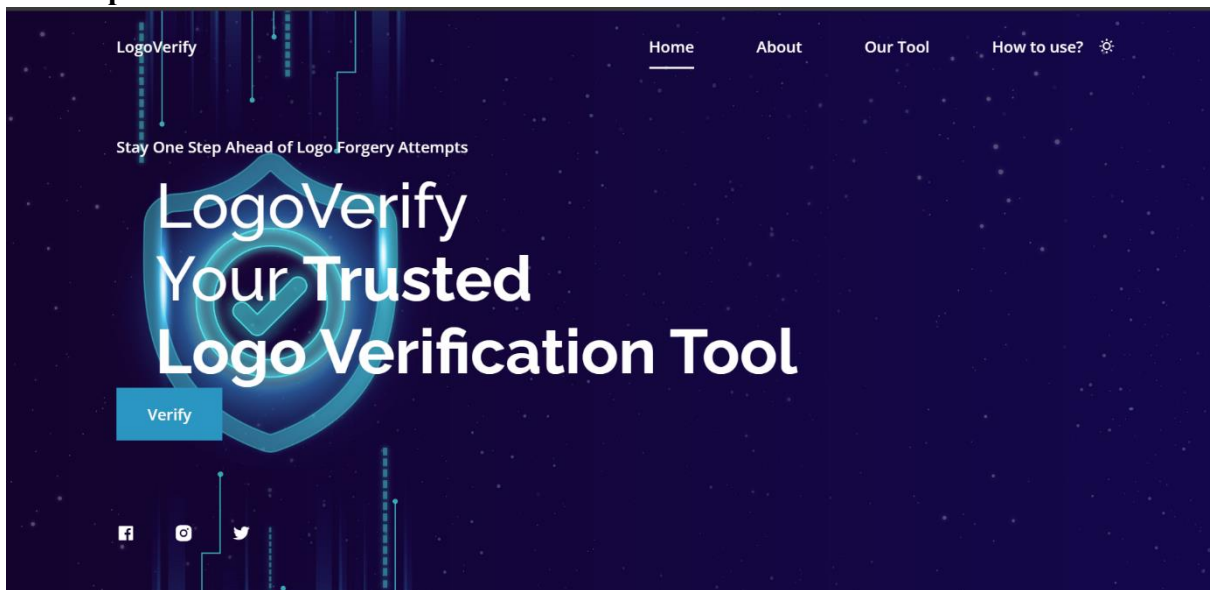 LogoVerify
Home About Our Tool How to use?
Stay One Step Ahead of Logo Forgery Attempts
LogoVerify
Your Trusted
Logo Verification Tool
Verify